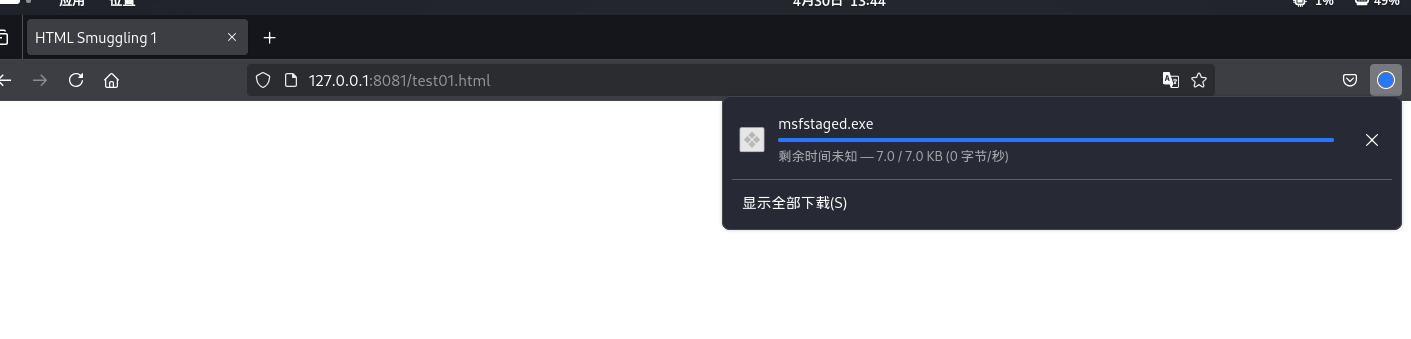 应用 位置 4月30日 13:44 1% 49%
HTML Smuggling 1
127.0.0.1:8081/test01.html
msfstaged.exe
剩余时间未知 — 7.0 / 7.0 KB (0 字节/秒)
显示全部下载(S)